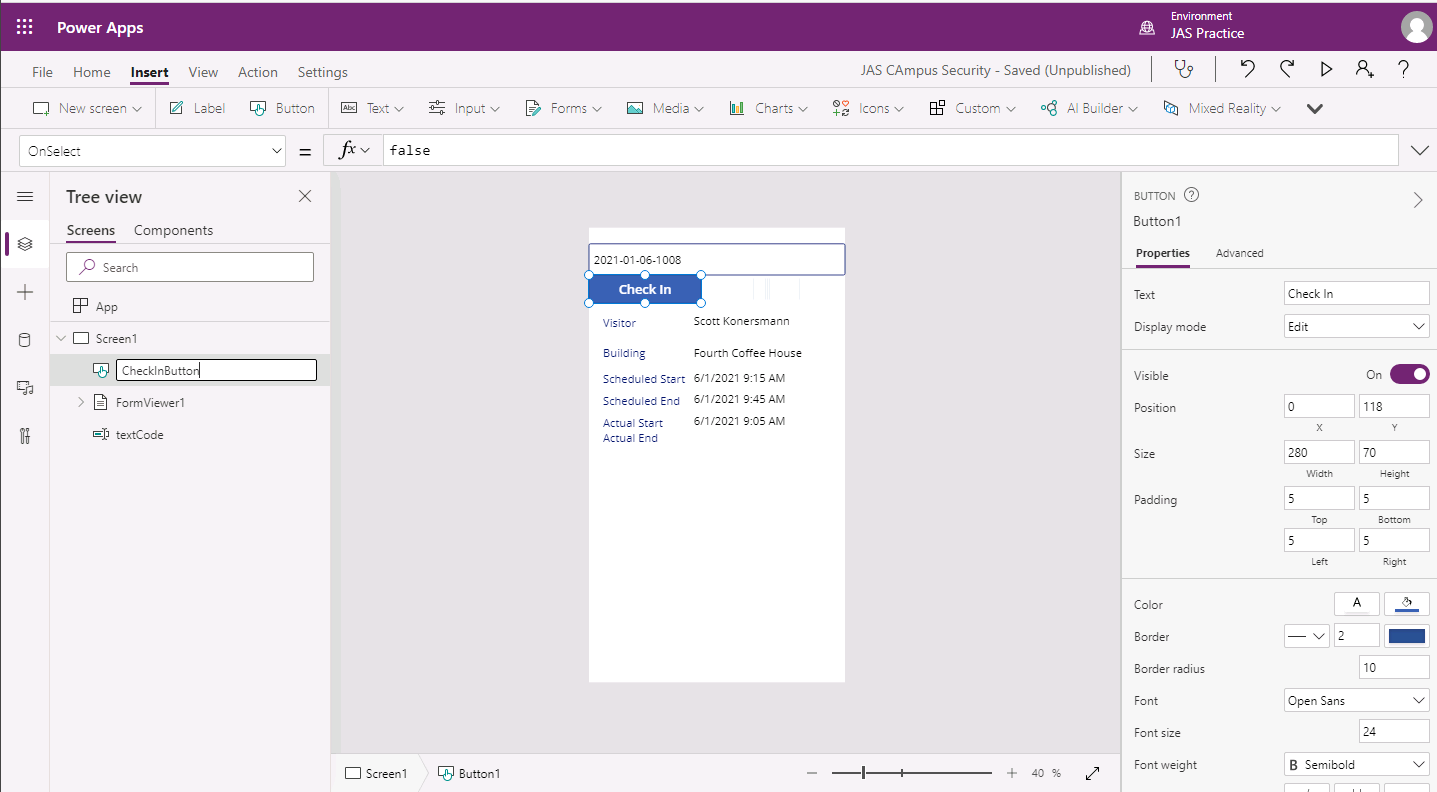 Power Apps
Environment
JAS Practice
File Home Insert View Action Settings
JAS CAmpus Security - Saved (Unpublished)
New screen Label Button Text Input Forms Media Charts Icons Custom AI Builder Mixed Reality
OnSelect = fx false
Tree view
Screens Components
Search
App
Screen1
CheckInButton
FormViewer1
textCode
2021-01-06-1008
Check In
Visitor Scott Konersmann
Building Fourth Coffee House
Scheduled Start 6/1/2021 9:15 AM
Scheduled End 6/1/2021 9:45 AM
Actual Start 6/1/2021 9:05 AM
Actual End
Screen1 Button1
40 %
BUTTON
Button1
Properties Advanced
Text Check In
Display mode Edit
Visible On
Position 0 118
X Y
Size 280 70
Width Height
Padding 5 5
Top Bottom
5 5
Left Right
Color A
Border 2
Border radius 10
Font Open Sans
Font size 24
Font weight B Semibold